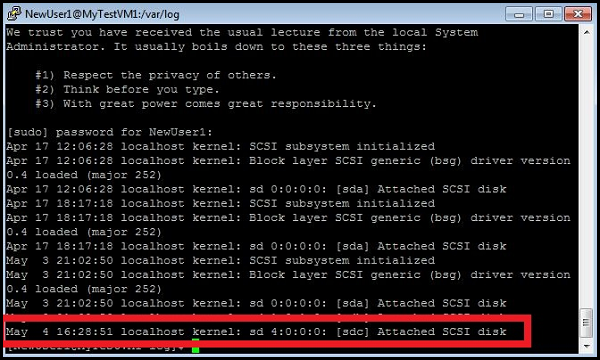 NewUser1@MyTestVM1:/var/log
We trust you have received the usual lecture from the local System
Administrator. It usually boils down to these three things:
#1) Respect the privacy of others.
#2) Think before you type.
#3) With great power comes great responsibility.
[sudo] password for NewUser1:
Apr 17 12:06:28 localhost kernel: SCSI subsystem initialized
Apr 17 12:06:28 localhost kernel: Block layer SCSI generic (bsg) driver version
0.4 loaded (major 252)
Apr 17 12:06:28 localhost kernel: sd 0:0:0:0: [sda] Attached SCSI disk
Apr 17 18:17:18 localhost kernel: SCSI subsystem initialized
Apr 17 18:17:18 localhost kernel: Block layer SCSI generic (bsg) driver version
0.4 loaded (major 252)
Apr 17 18:17:18 localhost kernel: sd 0:0:0:0: [sda] Attached SCSI disk
May 3 21:02:50 localhost kernel: SCSI subsystem initialized
May 3 21:02:50 localhost kernel: Block layer SCSI generic (bsg) driver version
0.4 loaded (major 252)
May 3 21:02:50 localhost kernel: sd 0:0:0:0: [sda] Attached SCSI disk
May 4 16:28:51 localhost kernel: sd 4:0:0:0: [sdc] Attached SCSI disk